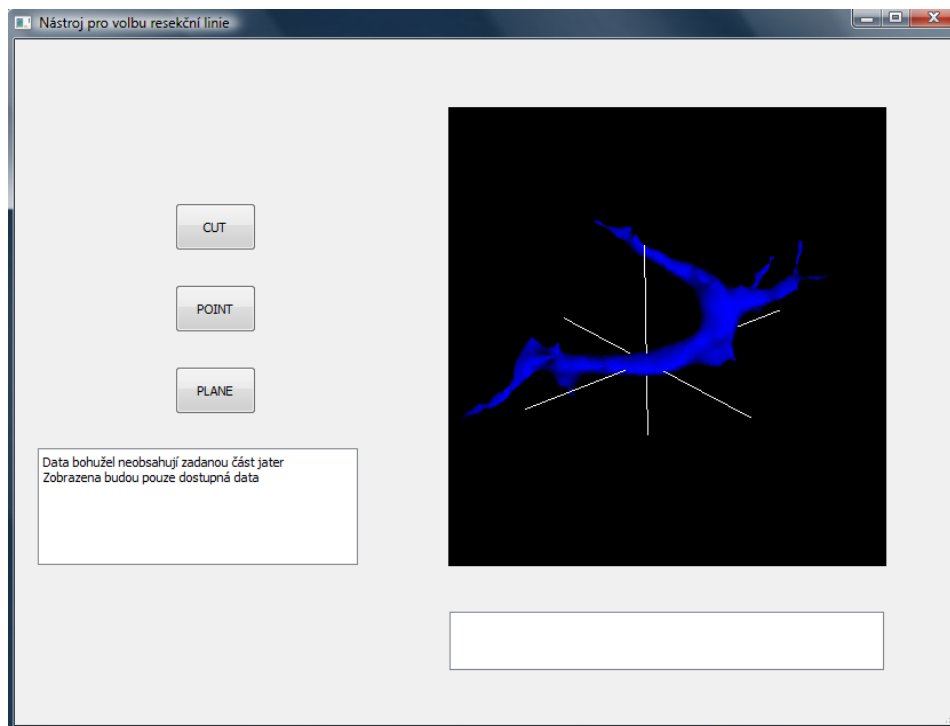 Nástroj pro volbu resekční linie
CUT
POINT
PLANE
Data bohužel neobsahují zadanou část jater
Zobrazena budou pouze dostupná data